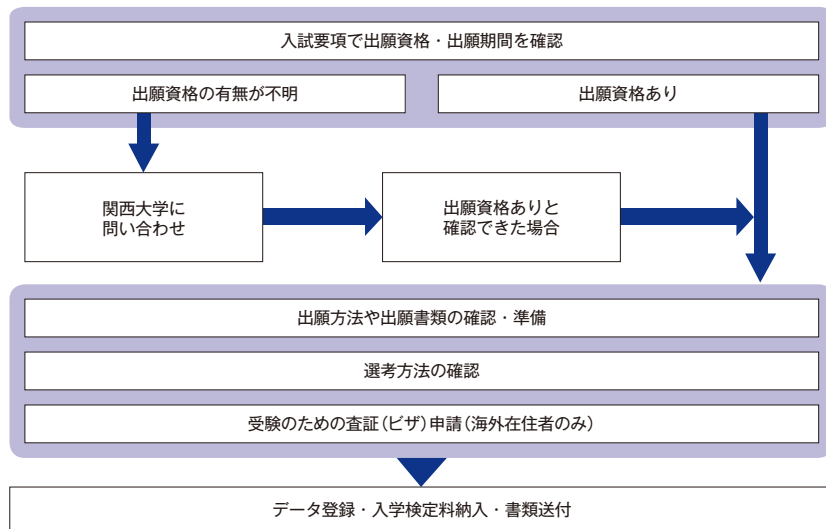 入試要項で出願資格・出願期間を確認
出願資格の有無が不明
出願資格あり
関西大学に
問い合わせ
出願資格ありと
確認できた場合
出願方法や出願書類の確認・準備
選考方法の確認
受験のための査証(ビザ)申請(海外在住者のみ)
データ登録・入学検定料納入・書類送付